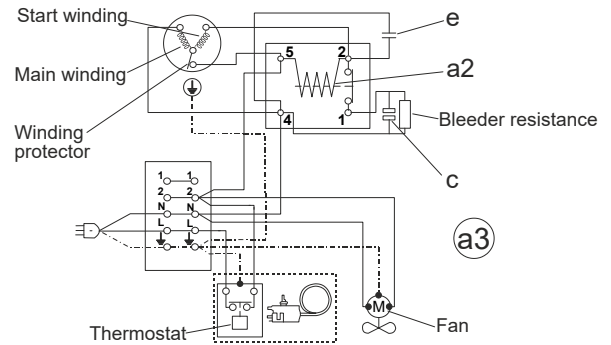 Start winding
Main winding
Winding
protector
e
a2
Bleeder resistance
c
a3
5 2
4 1
1 1
2 2
N N
L L
M
Thermostat
Fan